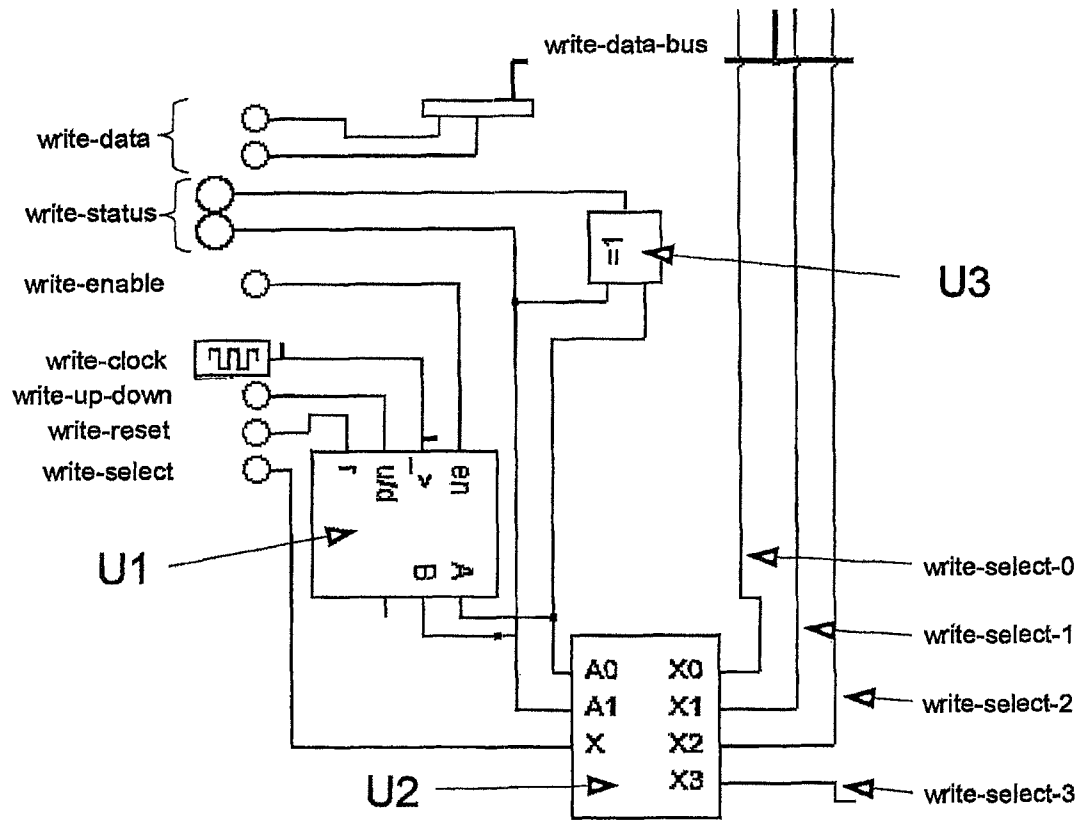 write-data-bus
write-data
write-status
=1
U3
write-enable
write-clock
write-up-down
write-reset
write-select
r
u/d
en
U1
B
A
write-select-0
write-select-1
A0
X0
A1
X1
write-select-2
X
X2
U2
X3
write-select-3